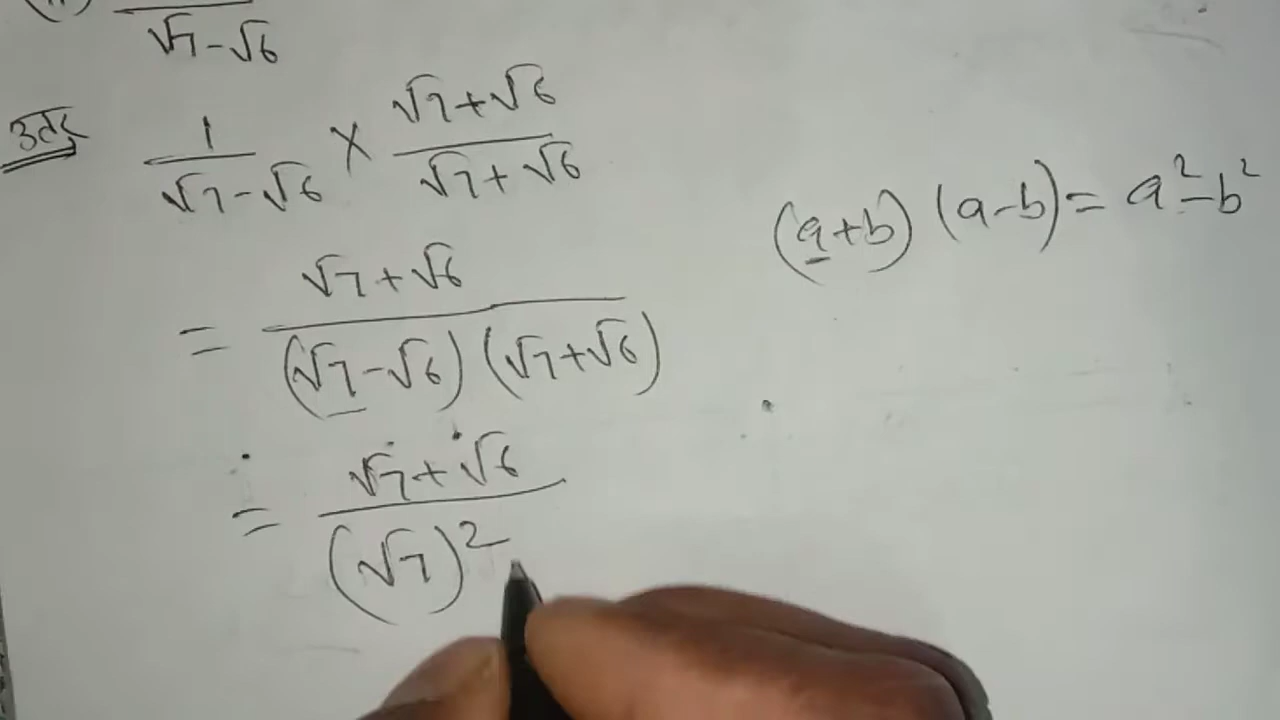 √7-√6
उत्तर 1/(√7-√6) × (√7+√6)/(√7+√6)
(a+b) (a-b) = a²-b²
= (√7+√6)/((√7-√6) (√7+√6))
= (√7+√6)/(√7)²